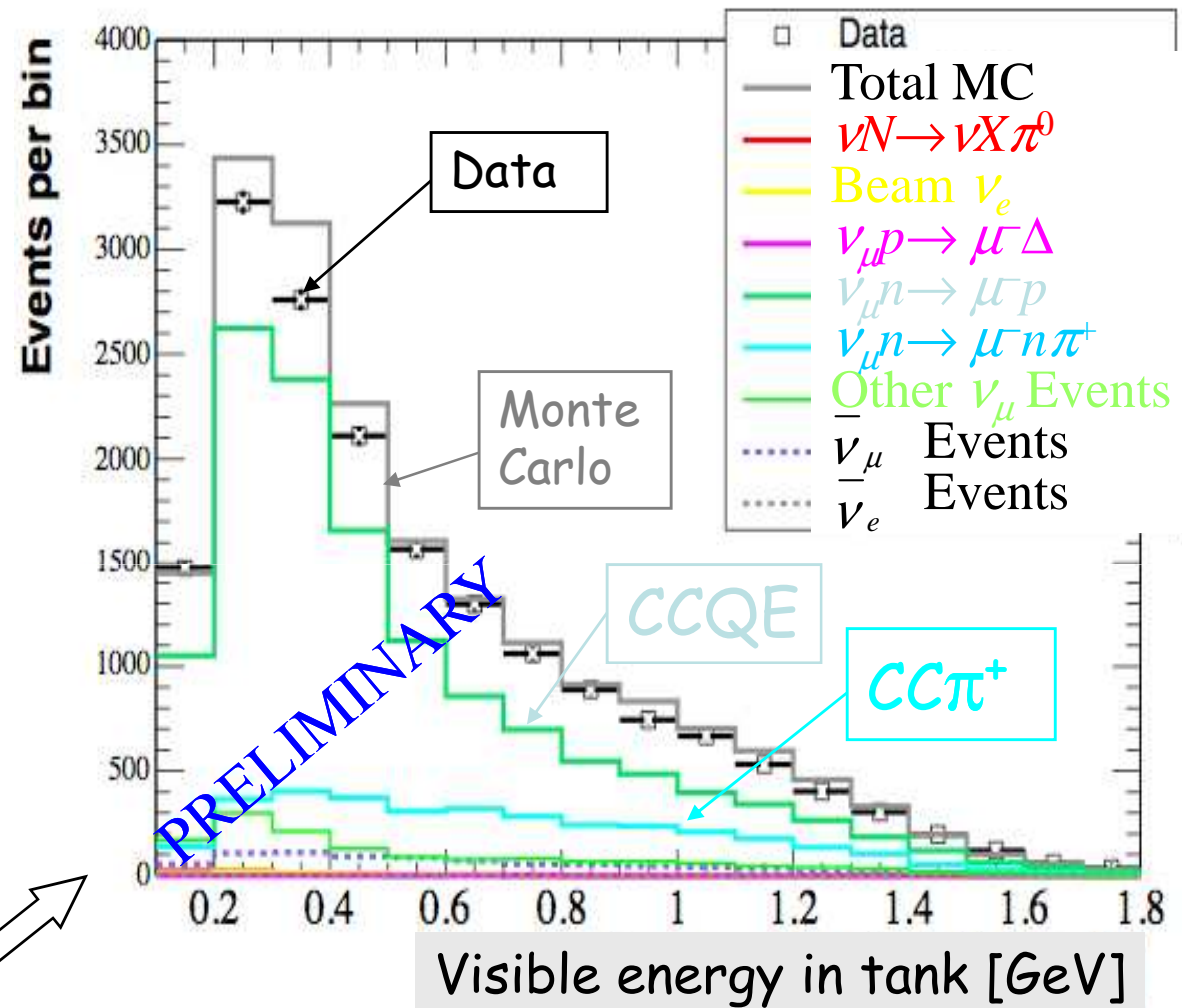 Events per bin
4000
3500
3000
2500
2000
1500
1000
500
0
Data
Total MC
νN→νXπ⁰
Beam νₑ
ν_μp→ μ⁻Δ
ν_μn→ μ⁻p
ν_μn→ μ⁻nπ⁺
Other ν_μ Events
ν̅_μ Events
ν̅ₑ Events
Data
Monte
Carlo
CCQE
CCπ⁺
PRELIMINARY
0.2 0.4 0.6 0.8 1 1.2 1.4 1.6 1.8
Visible energy in tank [GeV]